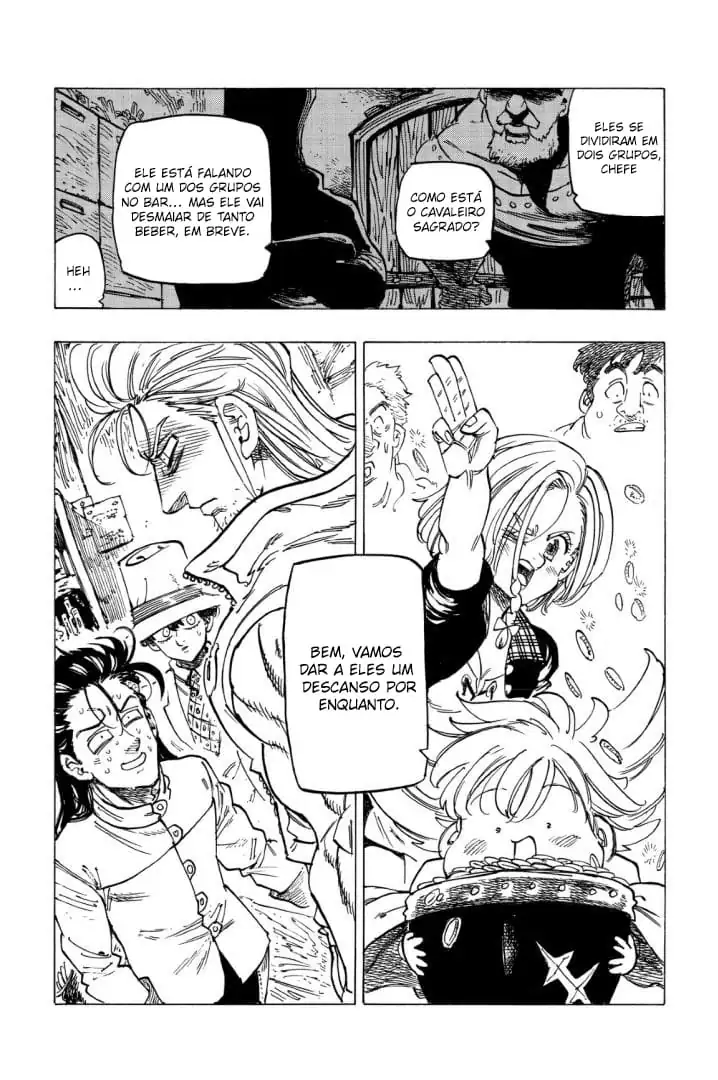 ELES SE
DIVIDIRAM EM
DOIS GRUPOS,
CHEFE
COMO ESTÁ
O CAVALEIRO
SAGRADO?
ELE ESTÁ FALANDO
COM UM DOS GRUPOS
NO BAR... MAS ELE VAI
DESMAIAR DE TANTO
BEBER, EM BREVE.
HEH
...
BEM, VAMOS
DAR A ELES UM
DESCANSO POR
ENQUANTO.